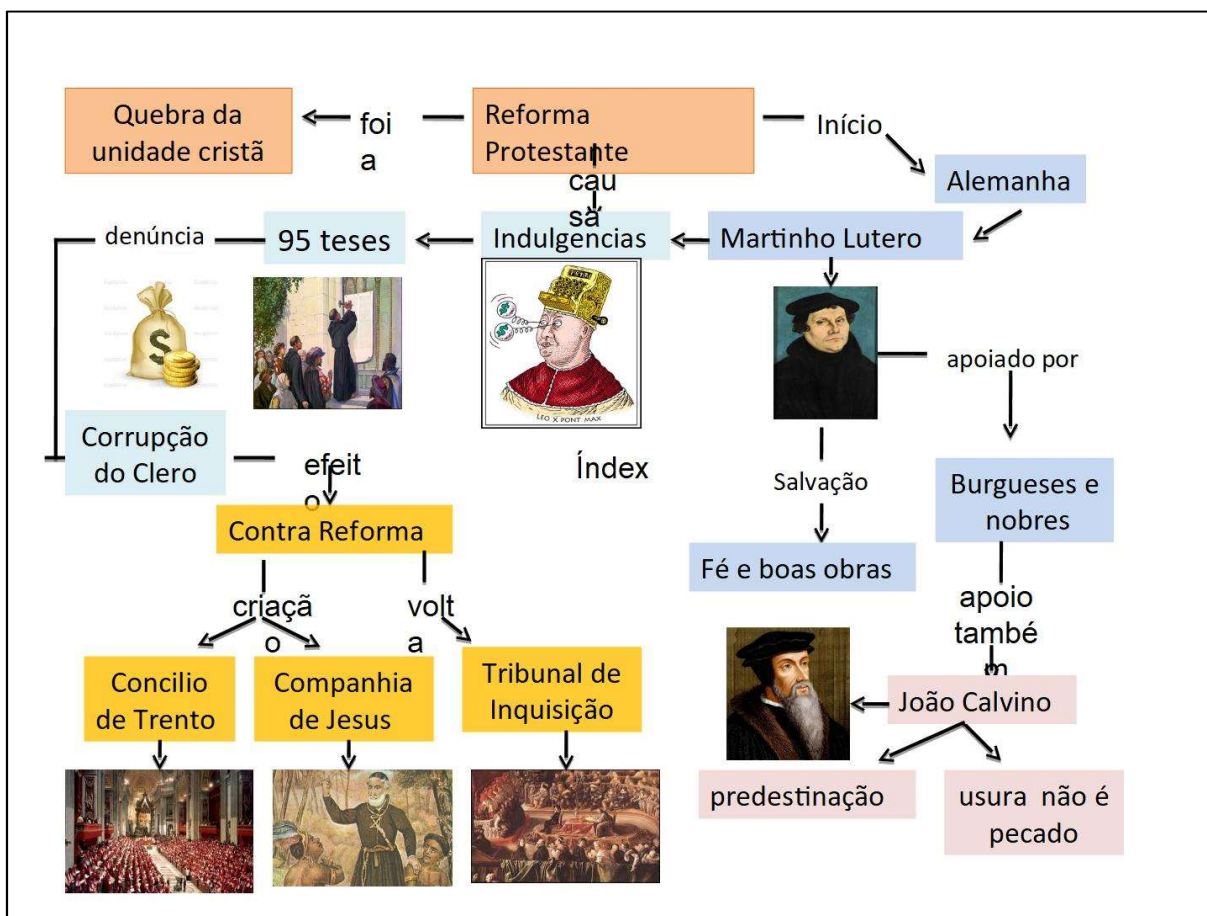 Quebra da
unidade cristã
foi
a
Reforma
Protestante
Início
Alemanha
cau
sa
denúncia
95 teses
Indulgencias
Martinho Lutero
LEO X PONT MAX
apoiado por
Corrupção
do Clero
efeit
o
Índex
Salvação
Burgueses e
nobres
Contra Reforma
Fé e boas obras
criaçã
o
volt
a
apoio
també
m
Concilio
de Trento
Companhia
de Jesus
Tribunal de
Inquisição
João Calvino
predestinação
usura não é
pecado